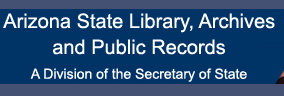 Arizona State Library, Archives
and Public Records
A Division of the Secretary of State